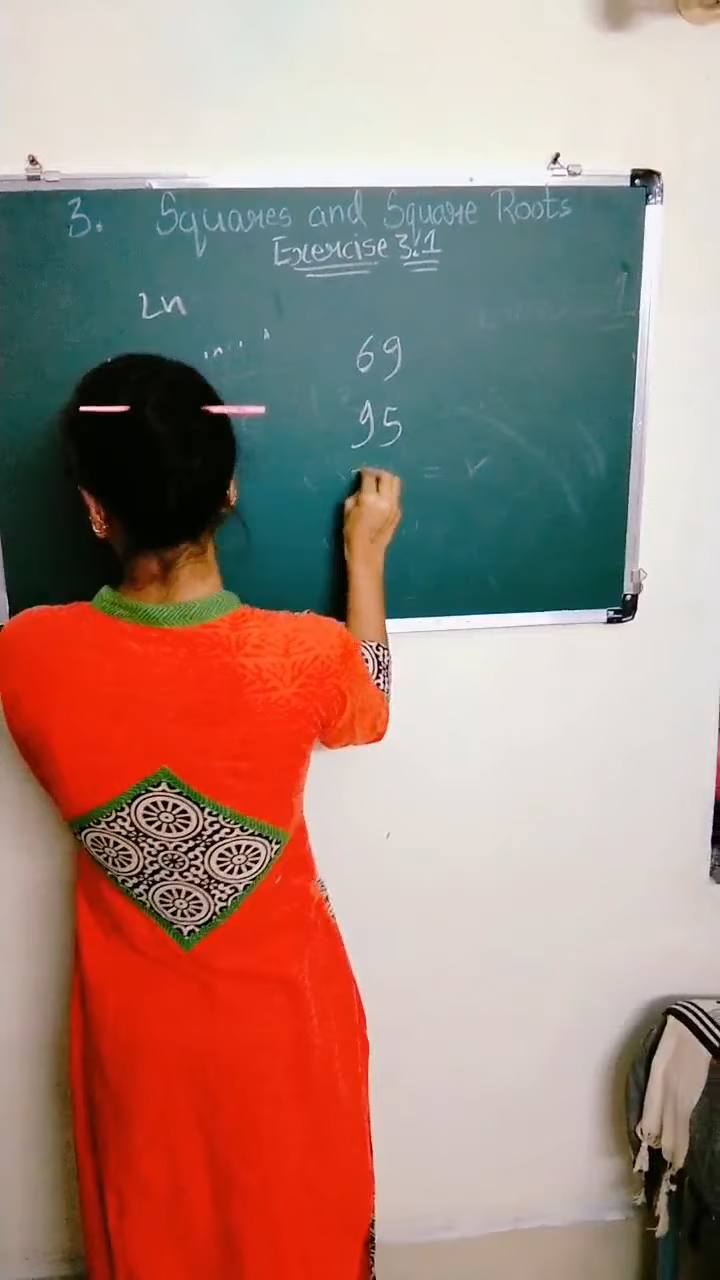 3. Squares and Square Roots
Exercise 3.1
2n
69
95
= ✓